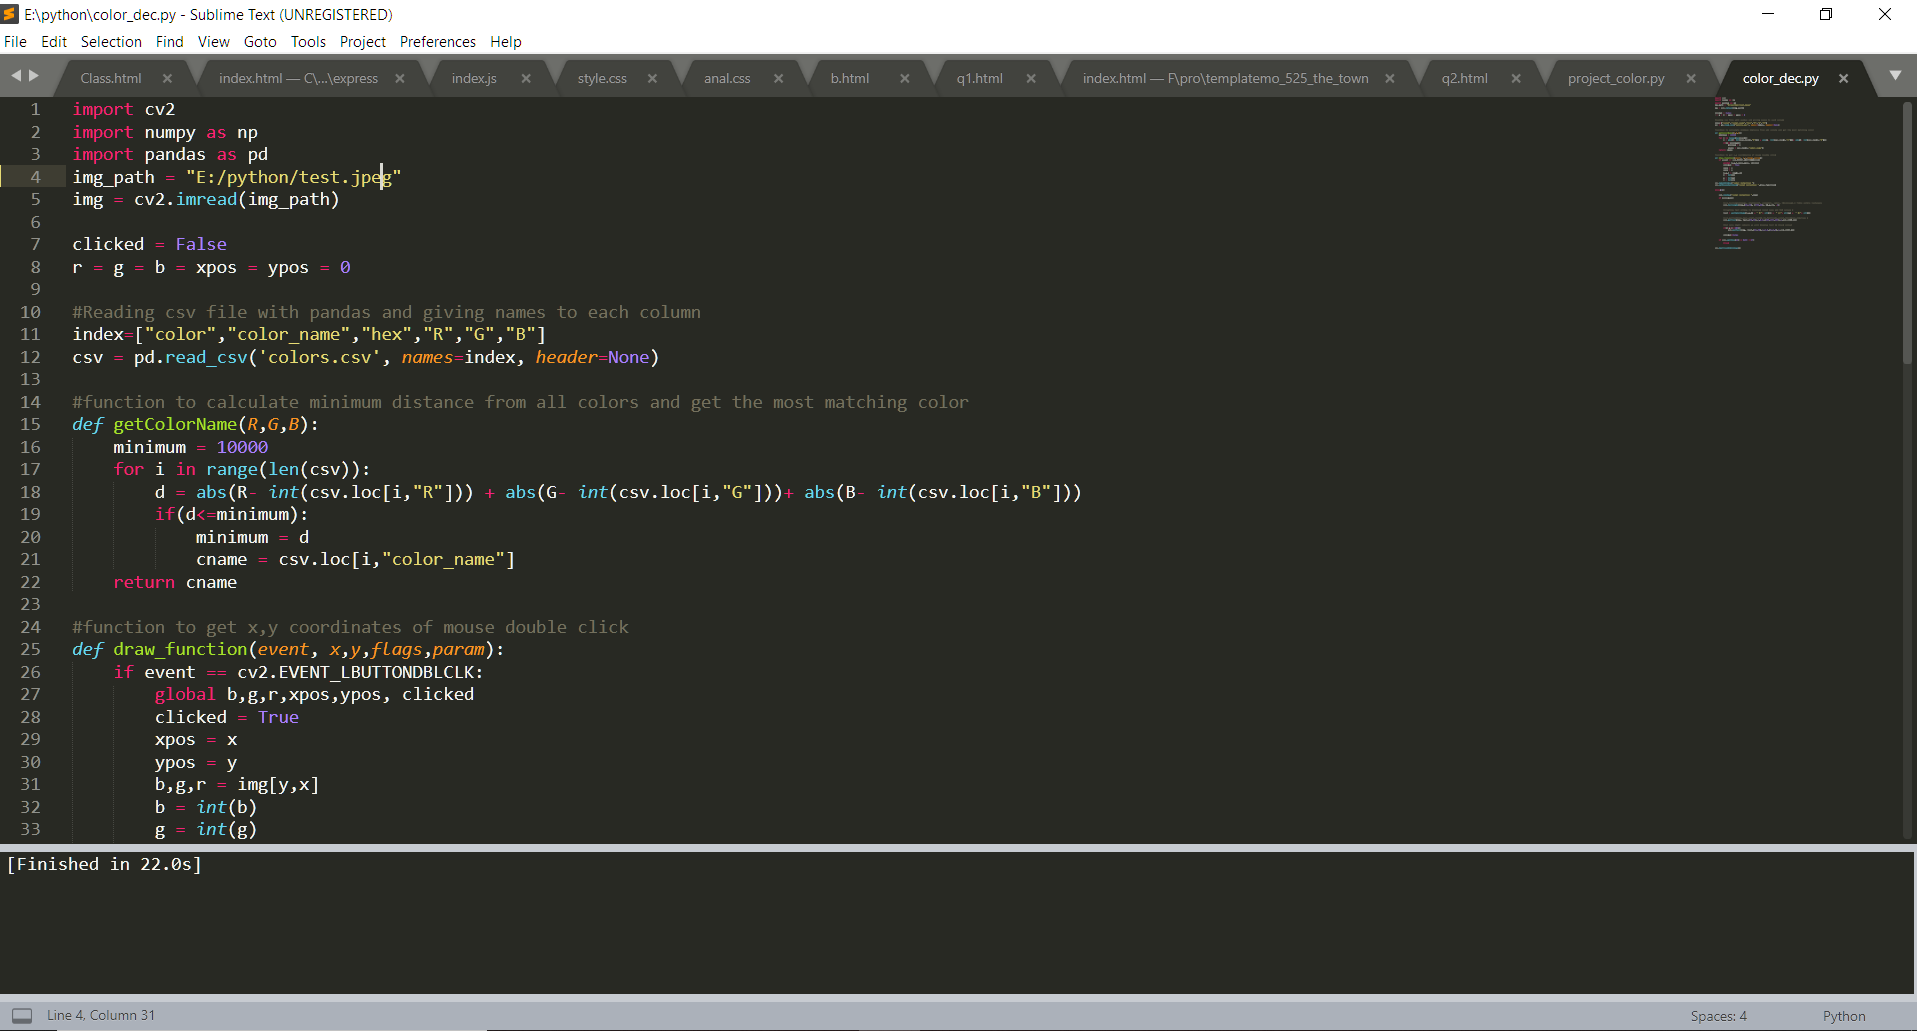 E:\python\color_dec.py - Sublime Text (UNREGISTERED)
File Edit Selection Find View Goto Tools Project Preferences Help
Class.html × index.html — C\...\express × index.js × style.css × anal.css × b.html × q1.html × index.html — F\pro\templatemo_525_the_town × q2.html × project_color.py × color_dec.py ×
1 import cv2
2 import numpy as np
3 import pandas as pd
4 img_path = "E:/python/test.jpeg"
5 img = cv2.imread(img_path)
6
7 clicked = False
8 r = g = b = xpos = ypos = 0
9
10 #Reading csv file with pandas and giving names to each column
11 index=["color","color_name","hex","R","G","B"]
12 csv = pd.read_csv('colors.csv', names=index, header=None)
13
14 #function to calculate minimum distance from all colors and get the most matching color
15 def getColorName(R,G,B):
16     minimum = 10000
17     for i in range(len(csv)):
18         d = abs(R- int(csv.loc[i,"R"])) + abs(G- int(csv.loc[i,"G"]))+ abs(B- int(csv.loc[i,"B"]))
19         if(d<=minimum):
20             minimum = d
21             cname = csv.loc[i,"color_name"]
22     return cname
23
24 #function to get x,y coordinates of mouse double click
25 def draw_function(event, x,y,flags,param):
26     if event == cv2.EVENT_LBUTTONDBLCLK:
27         global b,g,r,xpos,ypos, clicked
28         clicked = True
29         xpos = x
30         ypos = y
31         b,g,r = img[y,x]
32         b = int(b)
33         g = int(g)
[Finished in 22.0s]
Line 4, Column 31 Spaces: 4 Python